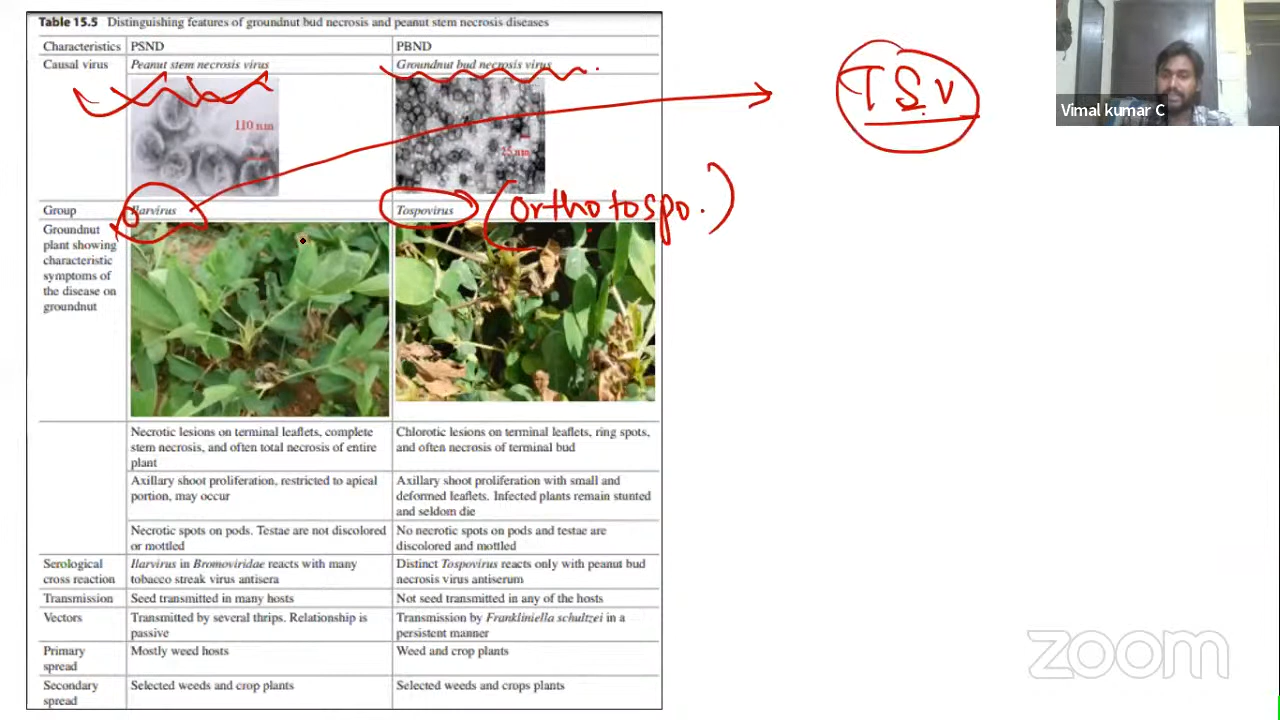 Table 15.5 Distinguishing features of groundnut bud necrosis and peanut stem necrosis diseases
Characteristics PSND PBND
Causal virus Peanut stem necrosis virus Groundnut bud necrosis virus
110 nm
25 nm
TSV
Vimal kumar C
Group Ilarvirus Tospovirus (Orthotospo.)
Groundnut
plant showing
characteristic
symptoms of
the disease on
groundnut
Necrotic lesions on terminal leaflets, complete
stem necrosis, and often total necrosis of entire
plant
Chlorotic lesions on terminal leaflets, ring spots,
and often necrosis of terminal bud
Axillary shoot proliferation, restricted to apical
portion, may occur
Axillary shoot proliferation with small and
deformed leaflets. Infected plants remain stunted
and seldom die
Necrotic spots on pods. Testae are not discolored
or mottled
No necrotic spots on pods and testae are
discolored and mottled
Serological
cross reaction
Ilarvirus in Bromoviridae reacts with many
tobacco streak virus antisera
Distinct Tospovirus reacts only with peanut bud
necrosis virus antiserum
Transmission Seed transmitted in many hosts Not seed transmitted in any of the hosts
Vectors
Transmitted by several thrips. Relationship is
passive
Transmission by Frankliniella schultzei in a
persistent manner
Primary
spread
Mostly weed hosts
Weed and crop plants
Secondary
spread
Selected weeds and crop plants
Selected weeds and crops plants
zoom